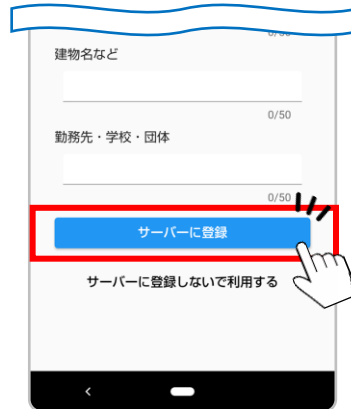 建物名など
0/50
勤務先・学校・団体
0/50
サーバーに登録
サーバーに登録しないで利用する